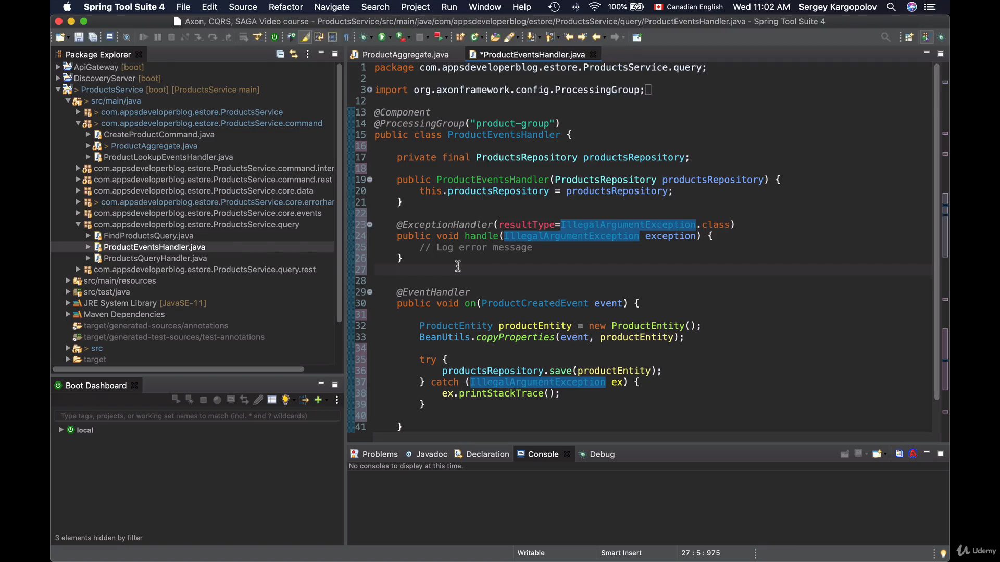 Spring Tool Suite 4 File Edit Source Refactor Navigate Search Project Run Window Help 100% Canadian English Wed 11:02 AM Sergey Kargopolov
Axon, CQRS, SAGA Video course - ProductsService/src/main/java/com/appsdeveloperblog/estore/ProductsService/query/ProductEventsHandler.java - Spring Tool Suite 4
Package Explorer
ApiGateway [boot]
DiscoveryServer [boot]
> ProductsService [boot] [ProductsService main]
> src/main/java
> com.appsdeveloperblog.estore.ProductsService
> com.appsdeveloperblog.estore.ProductsService.command
CreateProductCommand.java
> ProductAggregate.java
ProductLookupEventsHandler.java
com.appsdeveloperblog.estore.ProductsService.command.inter
com.appsdeveloperblog.estore.ProductsService.command.rest
com.appsdeveloperblog.estore.ProductsService.core.data
> com.appsdeveloperblog.estore.ProductsService.core.errorhar
com.appsdeveloperblog.estore.ProductsService.core.events
com.appsdeveloperblog.estore.ProductsService.query
FindProductsQuery.java
ProductEventsHandler.java
ProductsQueryHandler.java
com.appsdeveloperblog.estore.ProductsService.query.rest
src/main/resources
src/test/java
JRE System Library [JavaSE-11]
Maven Dependencies
target/generated-sources/annotations
target/generated-test-sources/test-annotations
> src
target
Boot Dashboard
Type tags, projects, or working set names to match (incl. * and ? wildcards)
local
3 elements hidden by filter
ProductAggregate.java *ProductEventsHandler.java
1 package com.appsdeveloperblog.estore.ProductsService.query;
2
3 import org.axonframework.config.ProcessingGroup;
12
13 @Component
14 @ProcessingGroup("product-group")
15 public class ProductEventsHandler {
16
17 private final ProductsRepository productsRepository;
18
19 public ProductEventsHandler(ProductsRepository productsRepository) {
20 this.productsRepository = productsRepository;
21 }
22
23 @ExceptionHandler(resultType=IllegalArgumentException.class)
24 public void handle(IllegalArgumentException exception) {
25 // Log error message
26 }
27
28
29 @EventHandler
30 public void on(ProductCreatedEvent event) {
31
32 ProductEntity productEntity = new ProductEntity();
33 BeanUtils.copyProperties(event, productEntity);
34
35 try {
36 productsRepository.save(productEntity);
37 } catch (IllegalArgumentException ex) {
38 ex.printStackTrace();
39 }
40
41 }
Problems @ Javadoc Declaration Console Debug
No consoles to display at this time.
Writable Smart Insert 27 : 5 : 975
Udemy